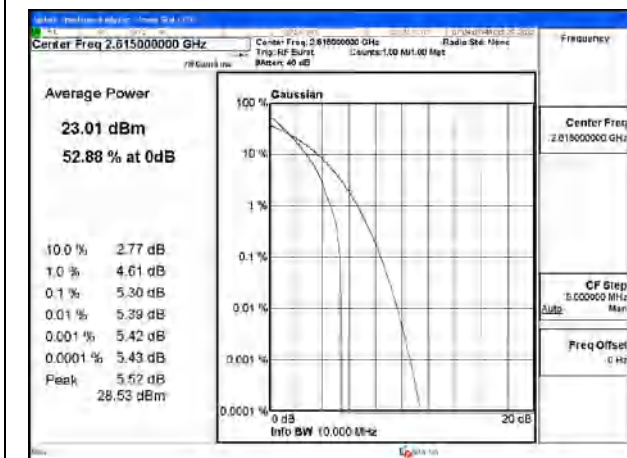 Center Freq 2.615000000 GHz
Center Freq: 2.615000000 GHz
Radio Std: None
Trig: RF Burst
Counts: 1.00 M/1.00 Mpt
#Atten: 40 dB
Frequency
Average Power
23.01 dBm
52.88 % at 0dB
10.0 % 2.77 dB
1.0 % 4.61 dB
0.1 % 5.30 dB
0.01 % 5.39 dB
0.001 % 5.42 dB
0.0001 % 5.43 dB
Peak 5.52 dB
28.53 dBm
Gaussian
100 %
10 %
1 %
0.1 %
0.01 %
0.001 %
0.0001 %
0 dB
20 dB
Info BW 10.000 MHz
Center Freq
2.615000000 GHz
CF Step
5.000000 MHz
Auto Man
Freq Offset
0 Hz